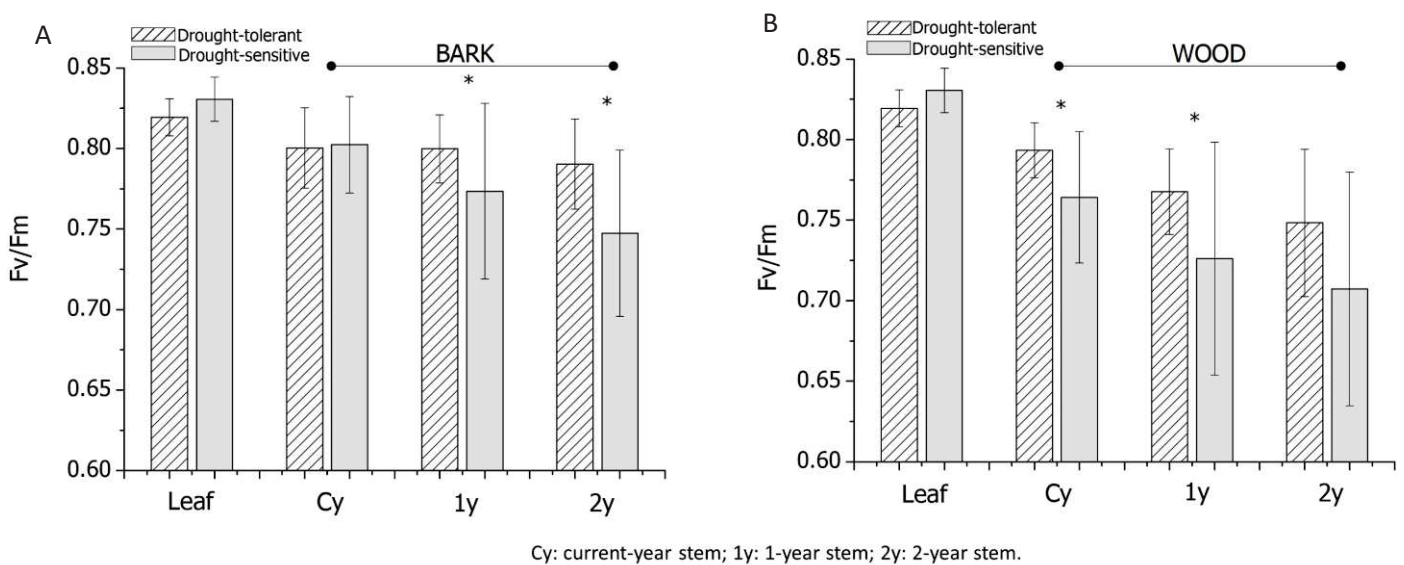 A
Drought-tolerant
Drought-sensitive
BARK
*
*
0.85
0.80
0.75
0.70
0.65
0.60
Fv/Fm
Leaf Cy 1y 2y
B
Drought-tolerant
Drought-sensitive
WOOD
*
*
0.85
0.80
0.75
0.70
0.65
0.60
Fv/Fm
Leaf Cy 1y 2y
Cy: current-year stem; 1y: 1-year stem; 2y: 2-year stem.